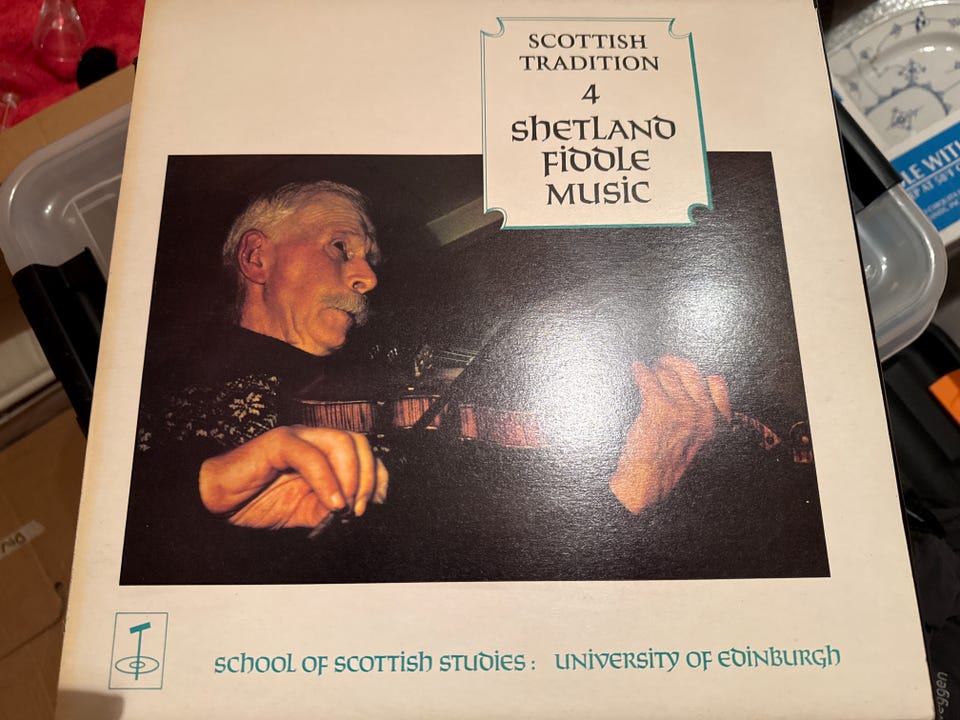 SCOTTISH
TRADITION
4
SHETLAND
FIDDLE
MUSIC
SCHOOL OF SCOTTISH STUDIES: UNIVERSITY OF EDINBURGH